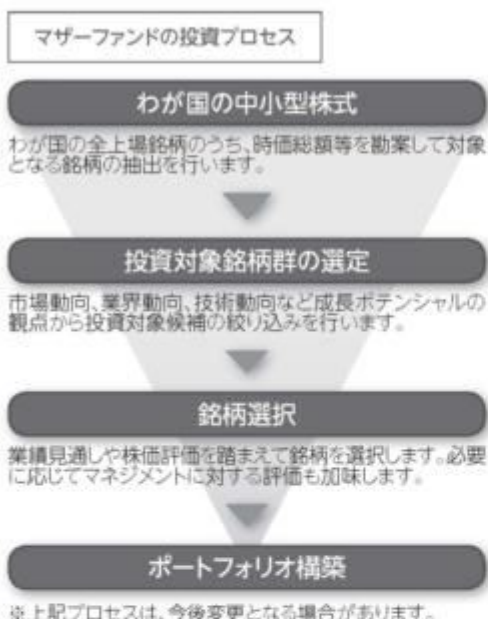 マザーファンドの投資プロセス
わが国の中小型株式
わが国の全上場銘柄のうち、時価総額等を勘案して対象
となる銘柄の抽出を行います。
投資対象銘柄群の選定
市場動向、業界動向、技術動向など成長ポテンシャルの
観点から投資対象候補の絞り込みを行います。
銘柄選択
業績見通しや株価評価を踏まえて銘柄を選択します。必要
に応じてマネジメントに対する評価も加味します。
ポートフォリオ構築
※上記プロセスは、今後変更となる場合があります。